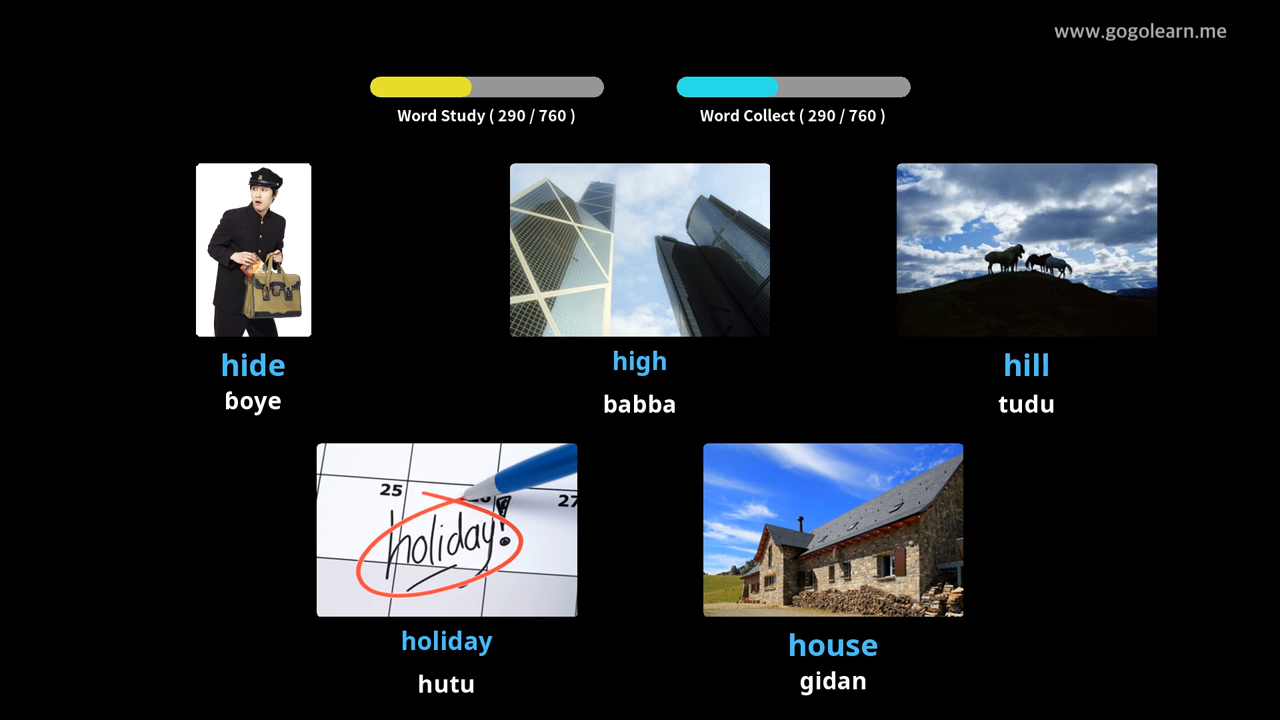 www.gogolearn.me
Word Study ( 290 / 760 )
Word Collect ( 290 / 760 )
hide
ɓoye
high
babba
hill
tudu
25
27
holiday!
holiday
hutu
house
gidan